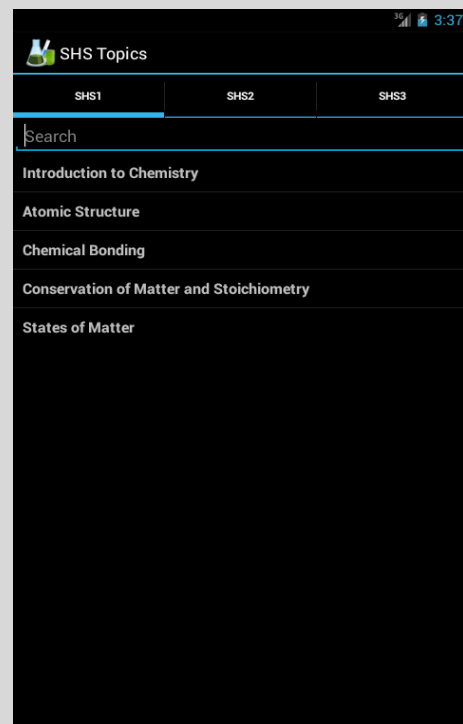 3G 3:37
SHS Topics
SHS1 SHS2 SHS3
Search
Introduction to Chemistry
Atomic Structure
Chemical Bonding
Conservation of Matter and Stoichiometry
States of Matter